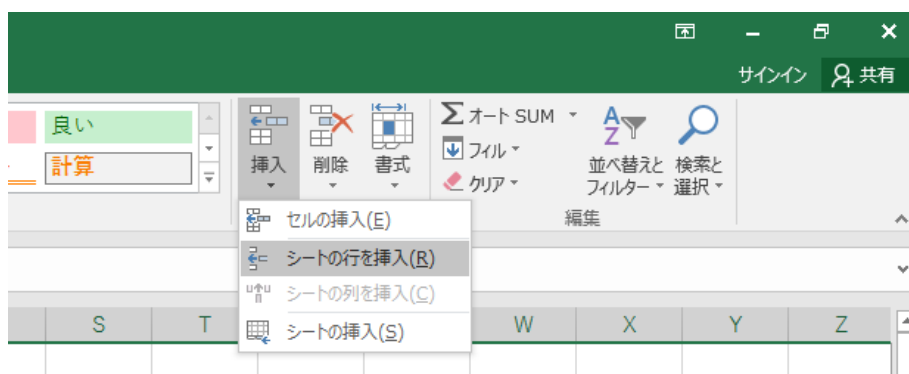 サインイン 共有
良い
計算
挿入 削除 書式
オート SUM
フィル
クリア
並べ替えと
フィルター
検索と
選択
編集
セルの挿入(E)
シートの行を挿入(R)
シートの列を挿入(C)
シートの挿入(S)
S T W X Y Z